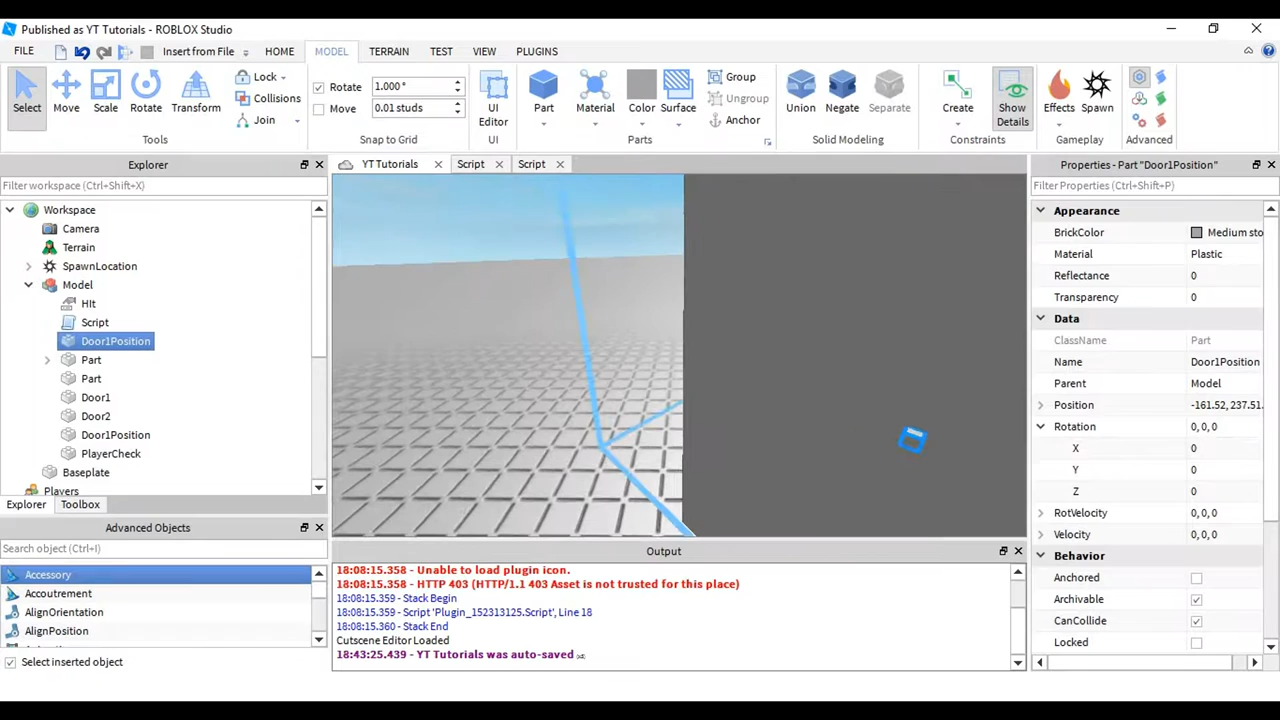 Published as YT Tutorials - ROBLOX Studio
FILE Insert from File HOME MODEL TERRAIN TEST VIEW PLUGINS
Select Move Scale Rotate Transform
Lock
Collisions
Join
Tools
Rotate 1.000°
Move 0.01 studs
Snap to Grid
UI Editor
UI
Part Material Color Surface
Group
Ungroup
Anchor
Parts
Union Negate Separate
Solid Modeling
Create Show Details
Constraints
Effects Spawn
Gameplay
Advanced
Explorer
Filter workspace (Ctrl+Shift+X)
Workspace
Camera
Terrain
SpawnLocation
Model
HIt
Script
Door1Position
Part
Part
Door1
Door2
Door1Position
PlayerCheck
Baseplate
Players
Explorer Toolbox
Advanced Objects
Search object (Ctrl+I)
Accessory
Accoutrement
AlignOrientation
AlignPosition
Select inserted object
YT Tutorials Script Script
Output
18:08:15.358 - Unable to load plugin icon.
18:08:15.358 - HTTP 403 (HTTP/1.1 403 Asset is not trusted for this place)
18:08:15.359 - Stack Begin
18:08:15.359 - Script 'Plugin_152313125.Script', Line 18
18:08:15.360 - Stack End
Cutscene Editor Loaded
18:43:25.439 - YT Tutorials was auto-saved
Properties - Part "Door1Position"
Filter Properties (Ctrl+Shift+P)
Appearance
BrickColor Medium sto
Material Plastic
Reflectance 0
Transparency 0
Data
ClassName Part
Name Door1Position
Parent Model
Position -161.52, 237.51.
Rotation 0, 0, 0
X 0
Y 0
Z 0
RotVelocity 0, 0, 0
Velocity 0, 0, 0
Behavior
Anchored
Archivable
CanCollide
Locked